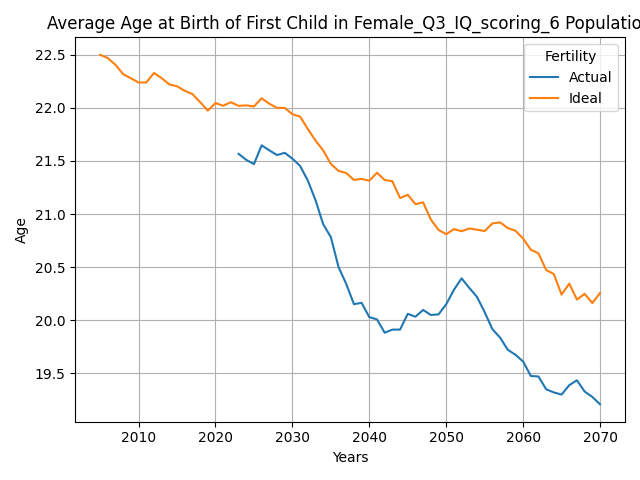 Average Age at Birth of First Child in Female_Q3_IQ_scoring_6 Populatio
Fertility
Actual
Ideal
22.5
22.0
21.5
21.0
20.5
20.0
19.5
Age
2010 2020 2030 2040 2050 2060 2070
Years